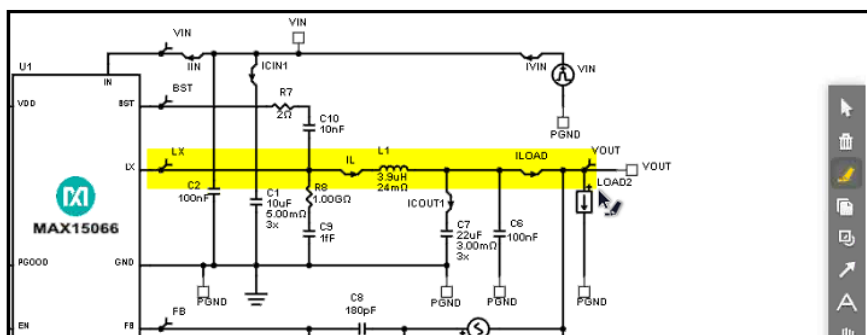 VIN
VIN
IIN
ICIN1
IVIN
VIN
U1
IN
BST
VDD
BST
R7
2Ω
C10
10nF
PGND
LX
L1
IL
ILOAD
VOUT
VOUT
LX
3.9uH
24mΩ
LOAD2
C2
100nF
C1
10uF
5.00mΩ
3x
R8
1.00GΩ
ICOUT1
MAX15066
C9
1fF
C7
22uF
3.00mΩ
3x
C6
100nF
PGOOD
GND
PGND
PGND
PGND
PGND
C8
180pF
FB
EN
FB
A